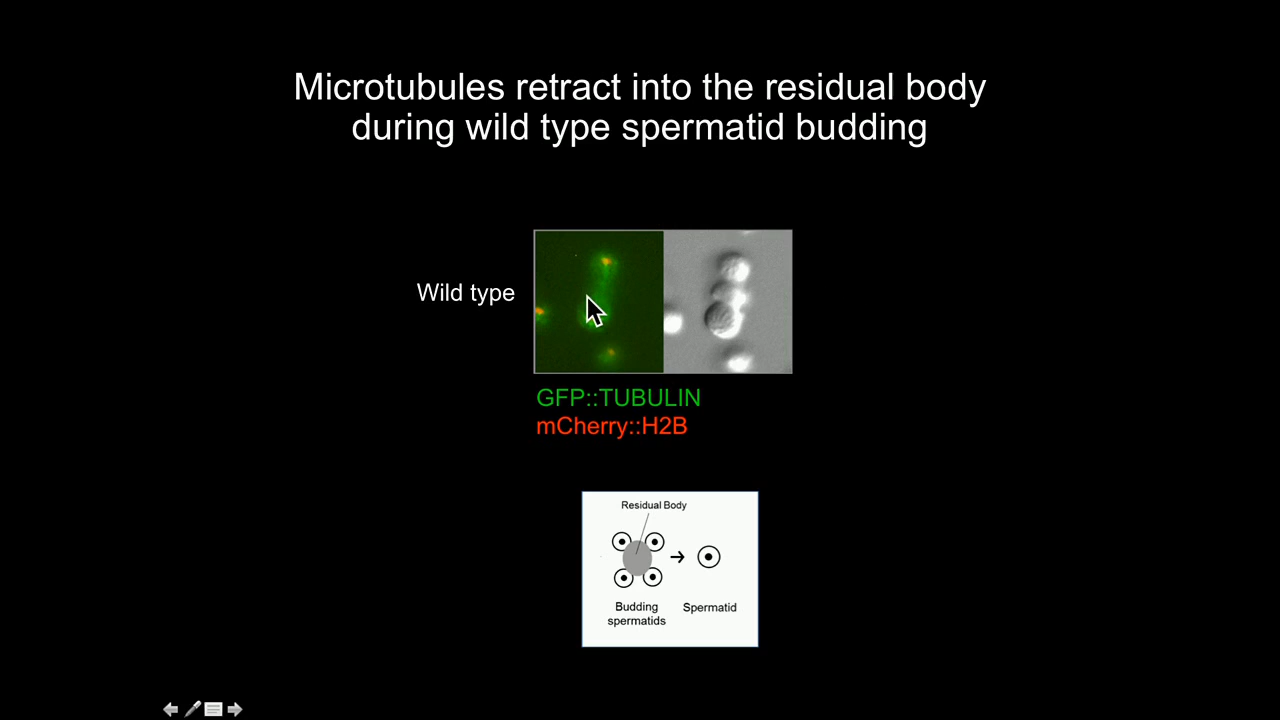 Microtubules retract into the residual body
during wild type spermatid budding
Wild type
GFP::TUBULIN
mCherry::H2B
Residual Body
Budding
spermatids
Spermatid